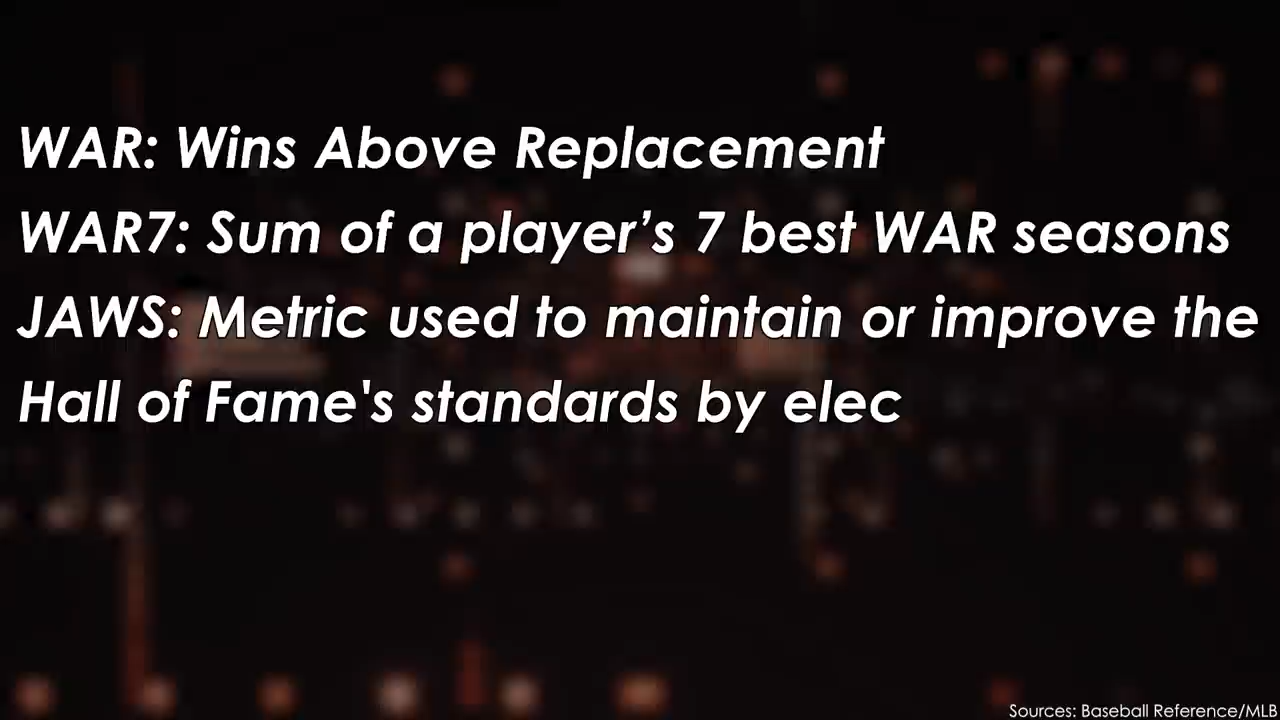 WAR: Wins Above Replacement
WAR7: Sum of a player’s 7 best WAR seasons
JAWS: Metric used to maintain or improve the
Hall of Fame's standards by elec
Sources: Baseball Reference/MLB